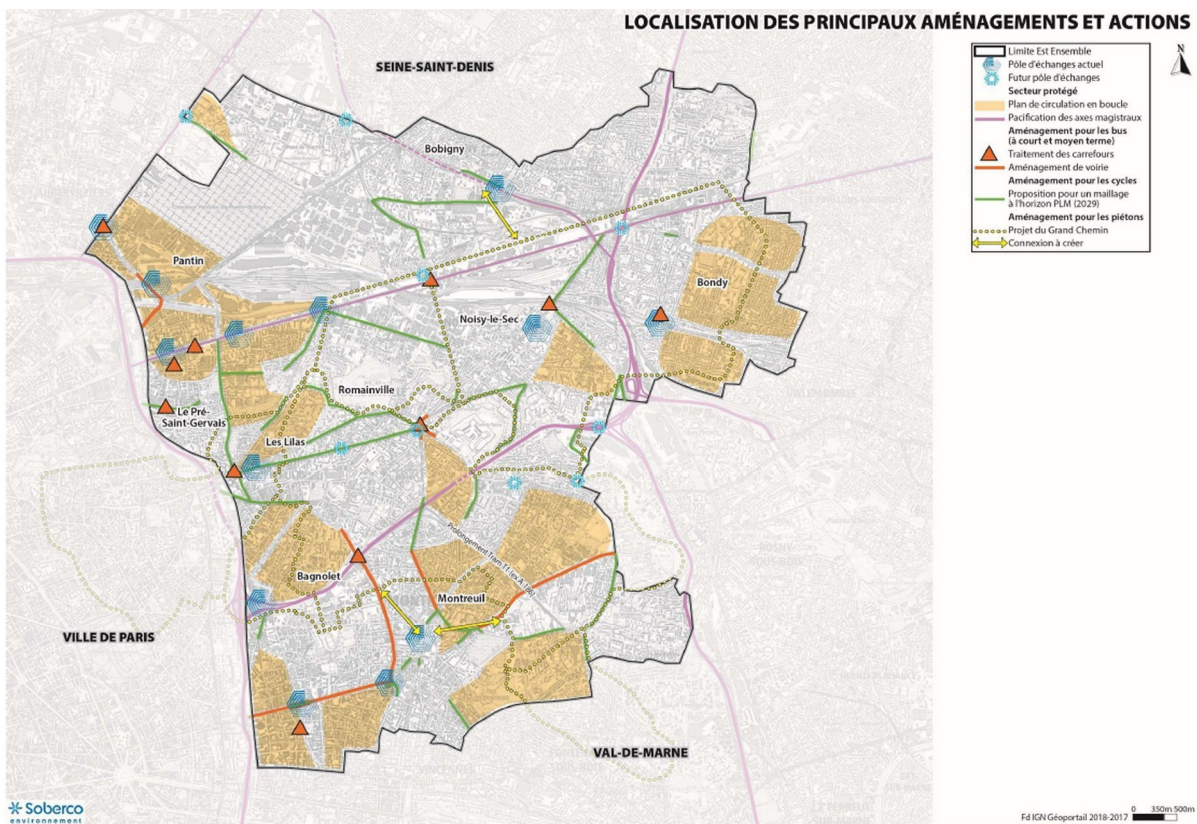 LOCALISATION DES PRINCIPAUX AMÉNAGEMENTS ET ACTIONS
N
Limite Est Ensemble
Pôle d'échanges actuel
Futur pôle d'échanges
Secteur protégé
Plan de circulation en boucle
Pacification des axes magistraux
Aménagement pour les bus
(à court et moyen terme)
Traitement des carrefours
Aménagement de voirie
Aménagement pour les cycles
Proposition pour un maillage
à l'horizon PLM (2029)
Aménagement pour les piétons
Projet du Grand Chemin
Connexion à créer
SEINE-SAINT-DENIS
Bobigny
Pantin
Bondy
Noisy-le-Sec
Romainville
Le Pré-
Saint-Gervais
Les Lilas
Prolongement Tram T1 (ex A 186)
Bagnolet
Montreuil
VILLE DE PARIS
VAL-DE-MARNE
Soberco
environnement
Fd IGN Géoportail 2018-2017
0 350m 500m